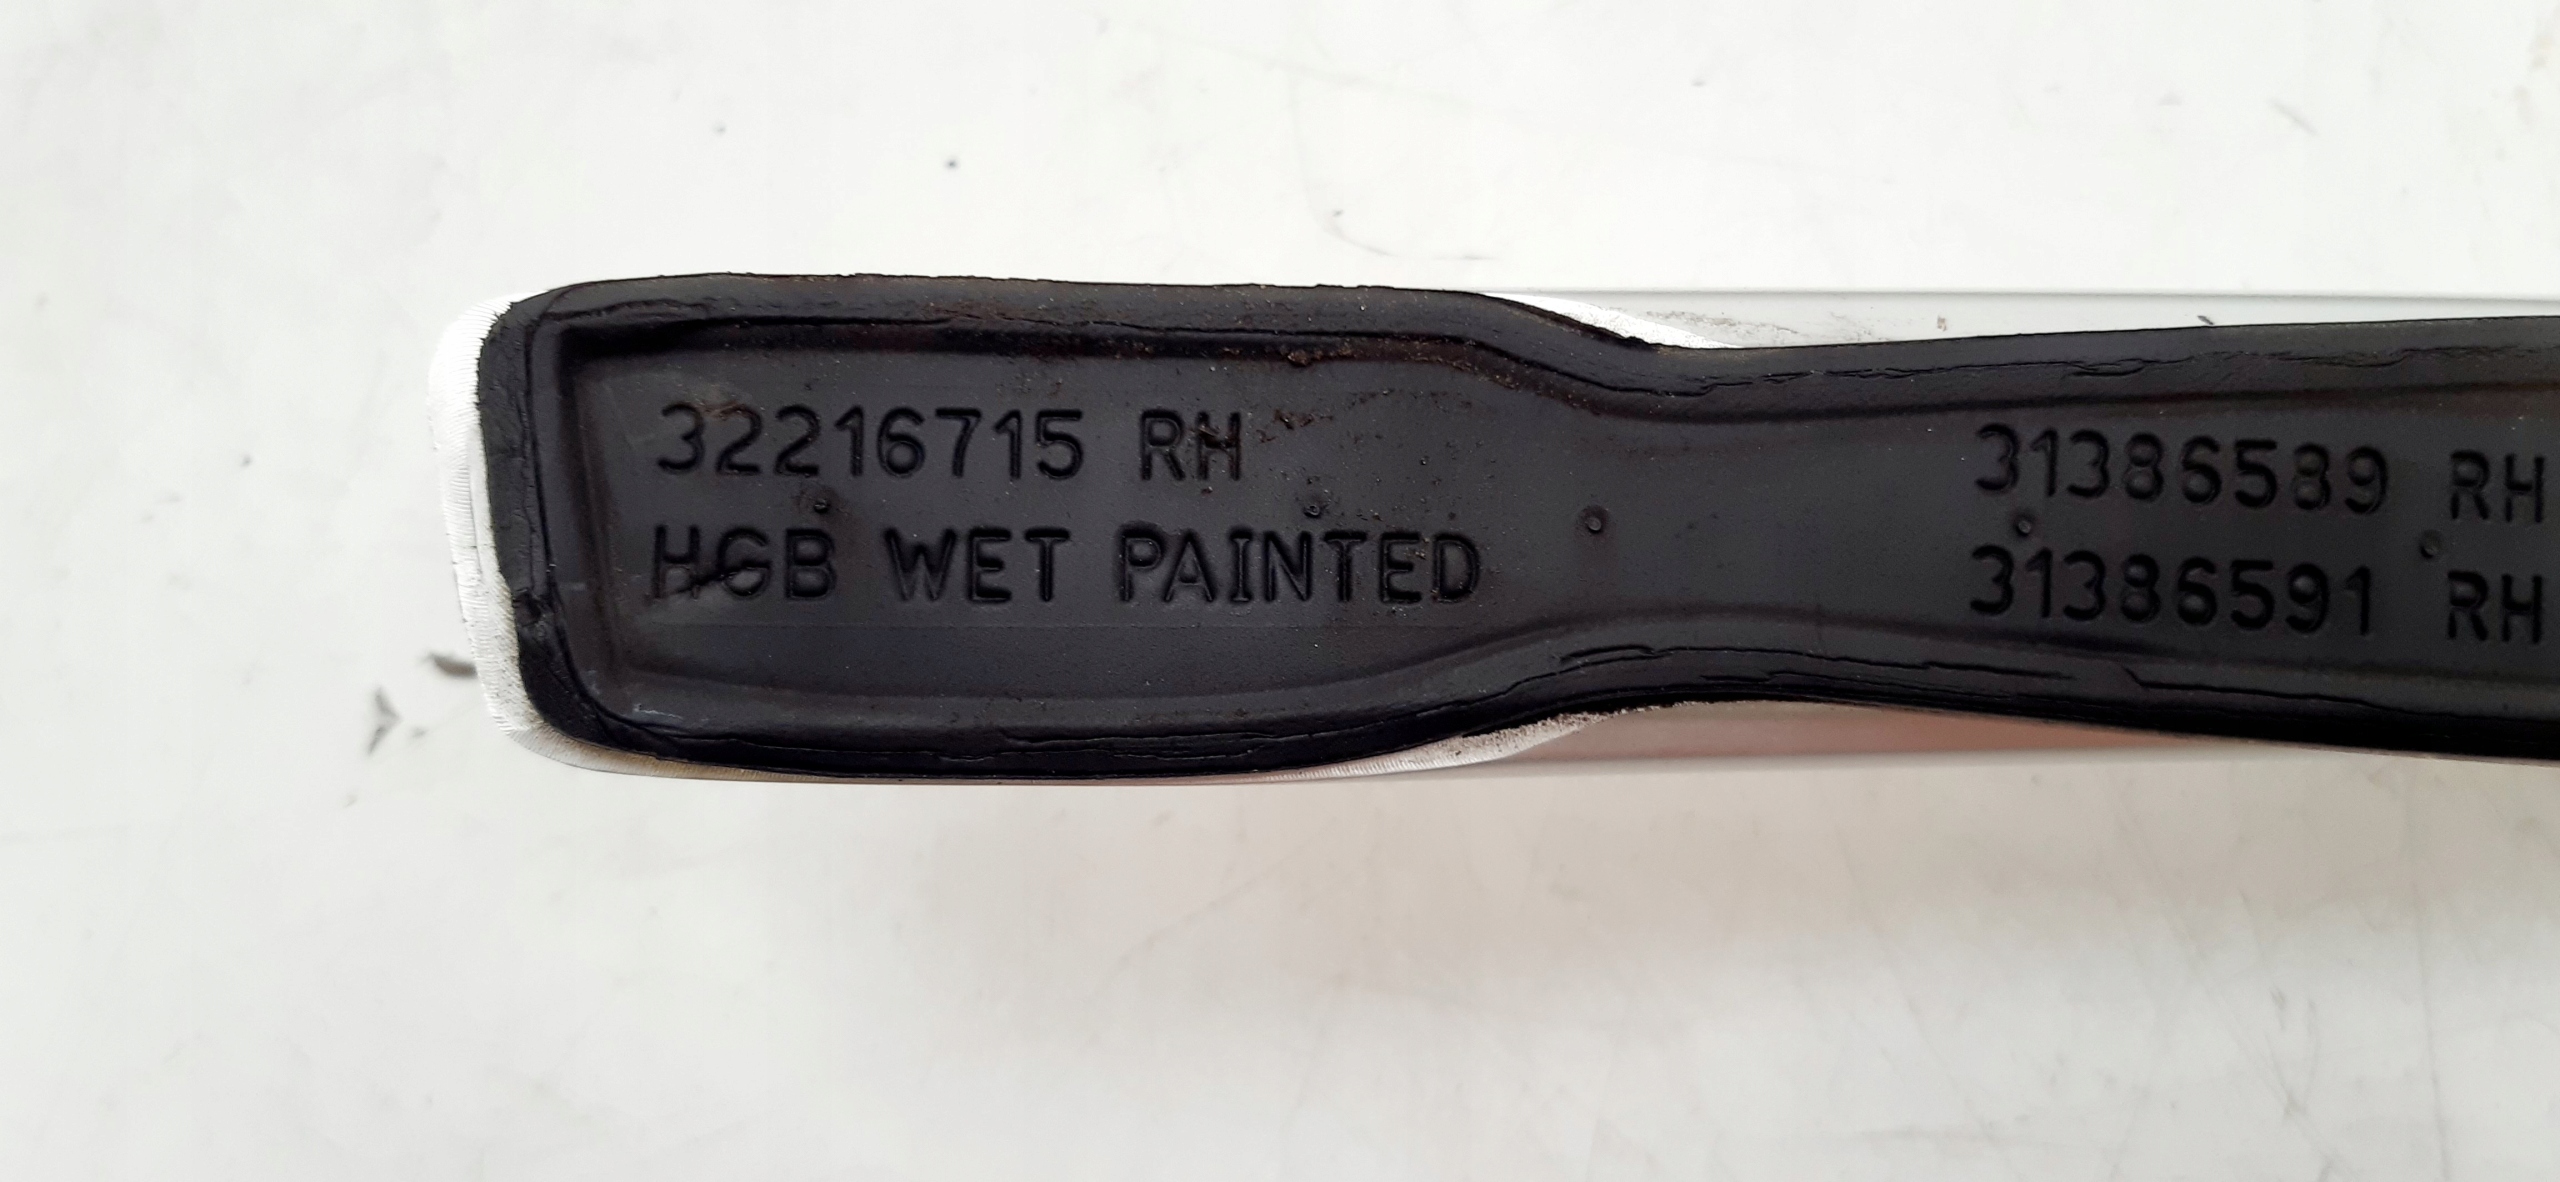 32216715 RH
HGB WET PAINTED
31386589 RH
31386591 RH